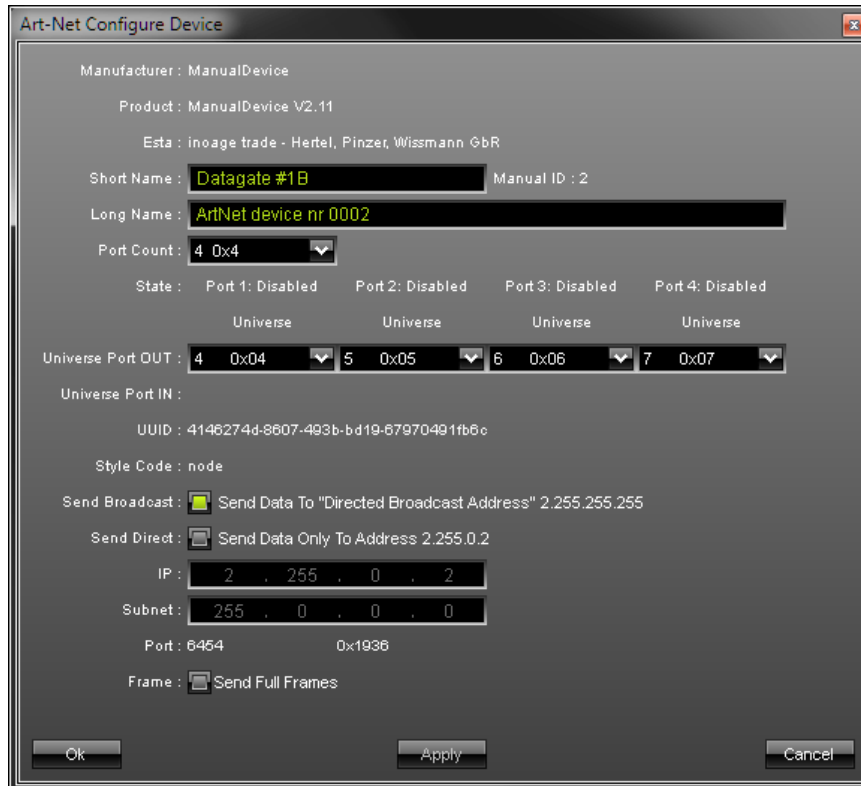 Art-Net Configure Device
Manufacturer : ManualDevice
Product : ManualDevice V2.11
Esta : inoage trade - Hertel, Pinzer, Wissmann GbR
Short Name : Datagate #1B Manual ID : 2
Long Name : ArtNet device nr 0002
Port Count : 4 0x4
State : Port 1: Disabled Port 2: Disabled Port 3: Disabled Port 4: Disabled
Universe Universe Universe Universe
Universe Port OUT : 4 0x04 5 0x05 6 0x06 7 0x07
Universe Port IN :
UUID : 4146274d-8607-493b-bd19-67970491fb6c
Style Code : node
Send Broadcast : Send Data To "Directed Broadcast Address" 2.255.255.255
Send Direct : Send Data Only To Address 2.255.0.2
IP : 2 . 255 . 0 . 2
Subnet : 255 . 0 . 0 . 0
Port : 6454 0x1936
Frame : Send Full Frames
Ok Apply Cancel